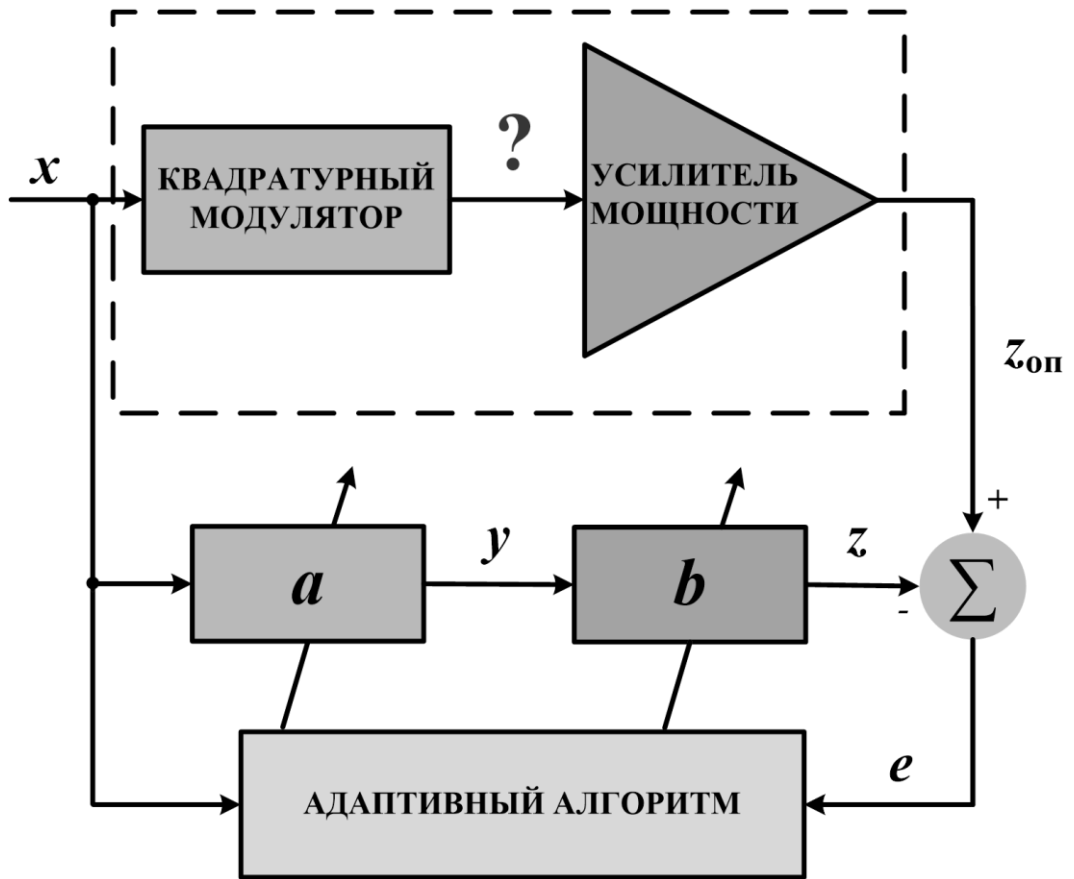 x
КВАДРАТУРНЫЙ
МОДУЛЯТОР
?
УСИЛИТЕЛЬ
МОЩНОСТИ
zоп
+
a
y
b
z
-
∑
e
АДАПТИВНЫЙ АЛГОРИТМ